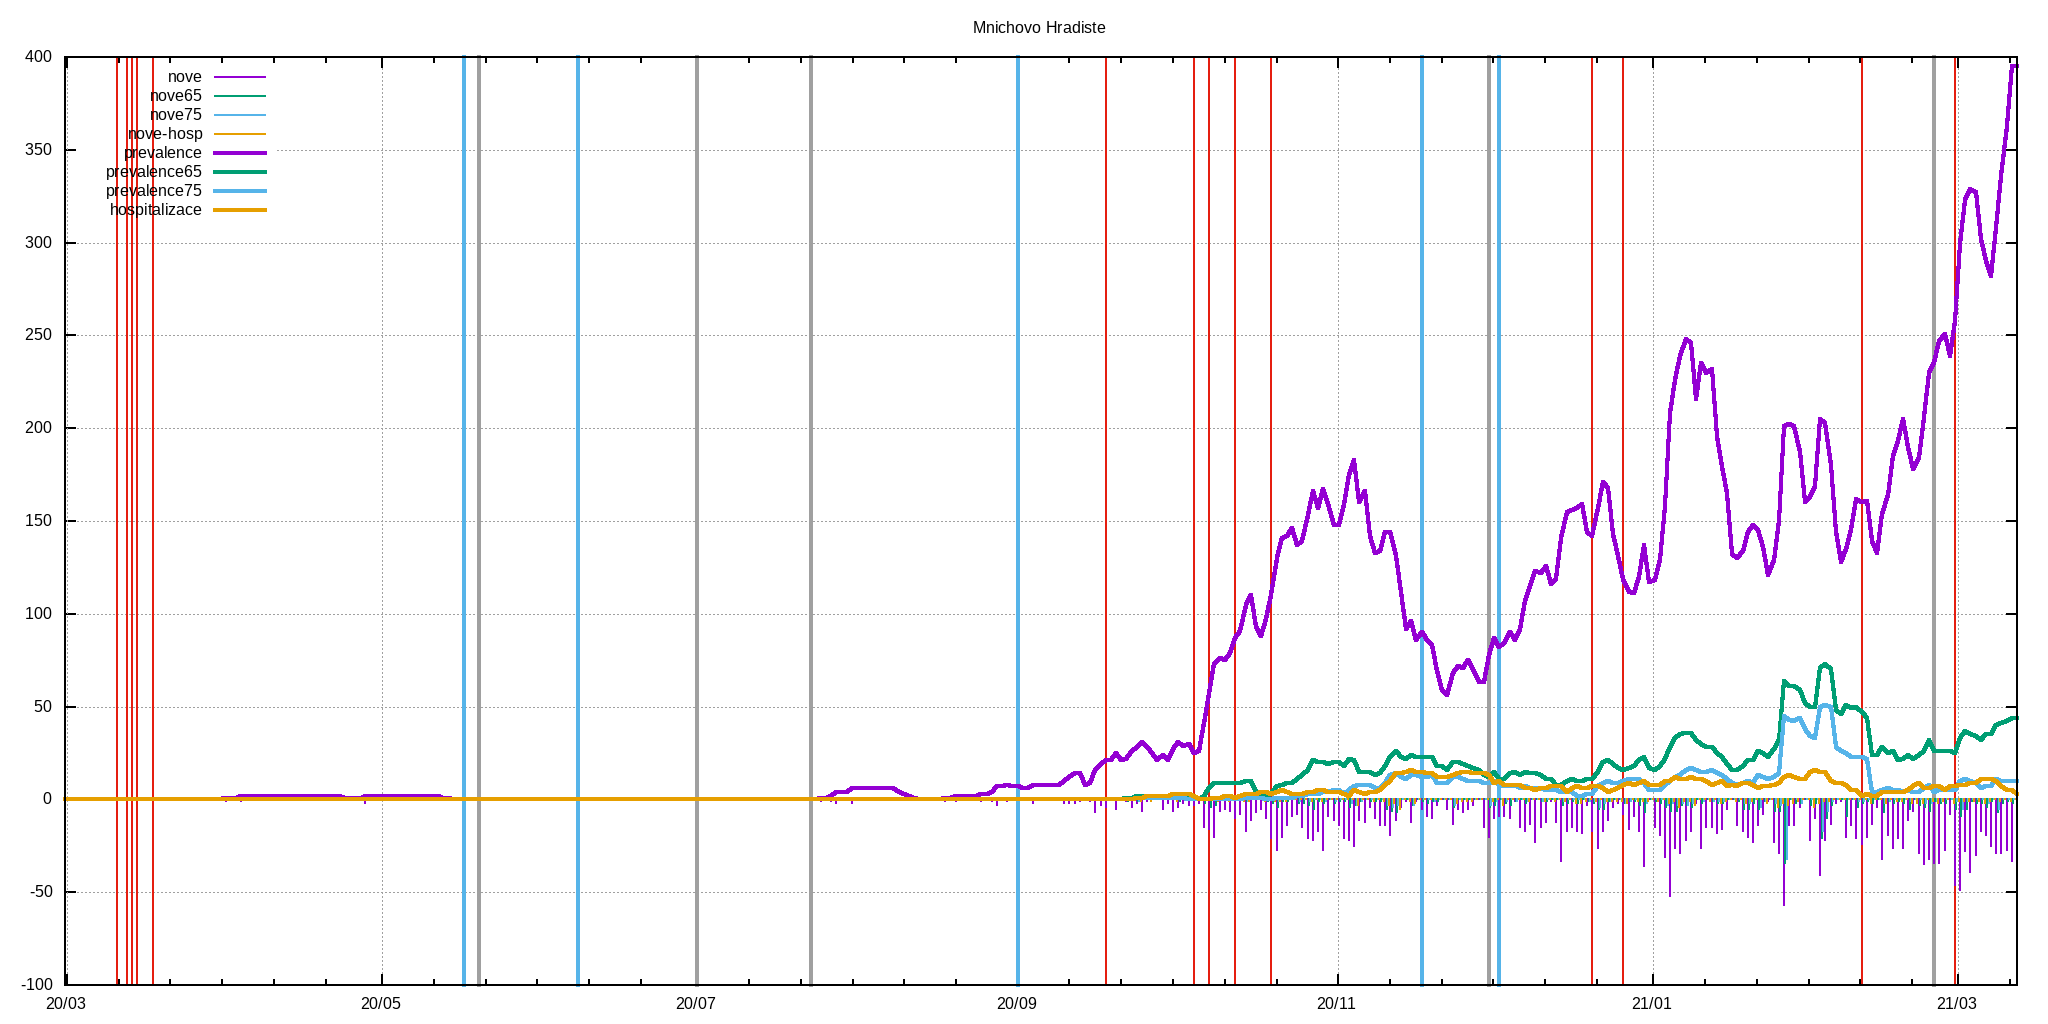 Mnichovo Hradiste
400
350
300
250
200
150
100
50
0
-50
-100
nove
nove65
nove75
nove-hosp
prevalence
prevalence65
prevalence75
hospitalizace
20/03 20/05 20/07 20/09 20/11 21/01 21/03